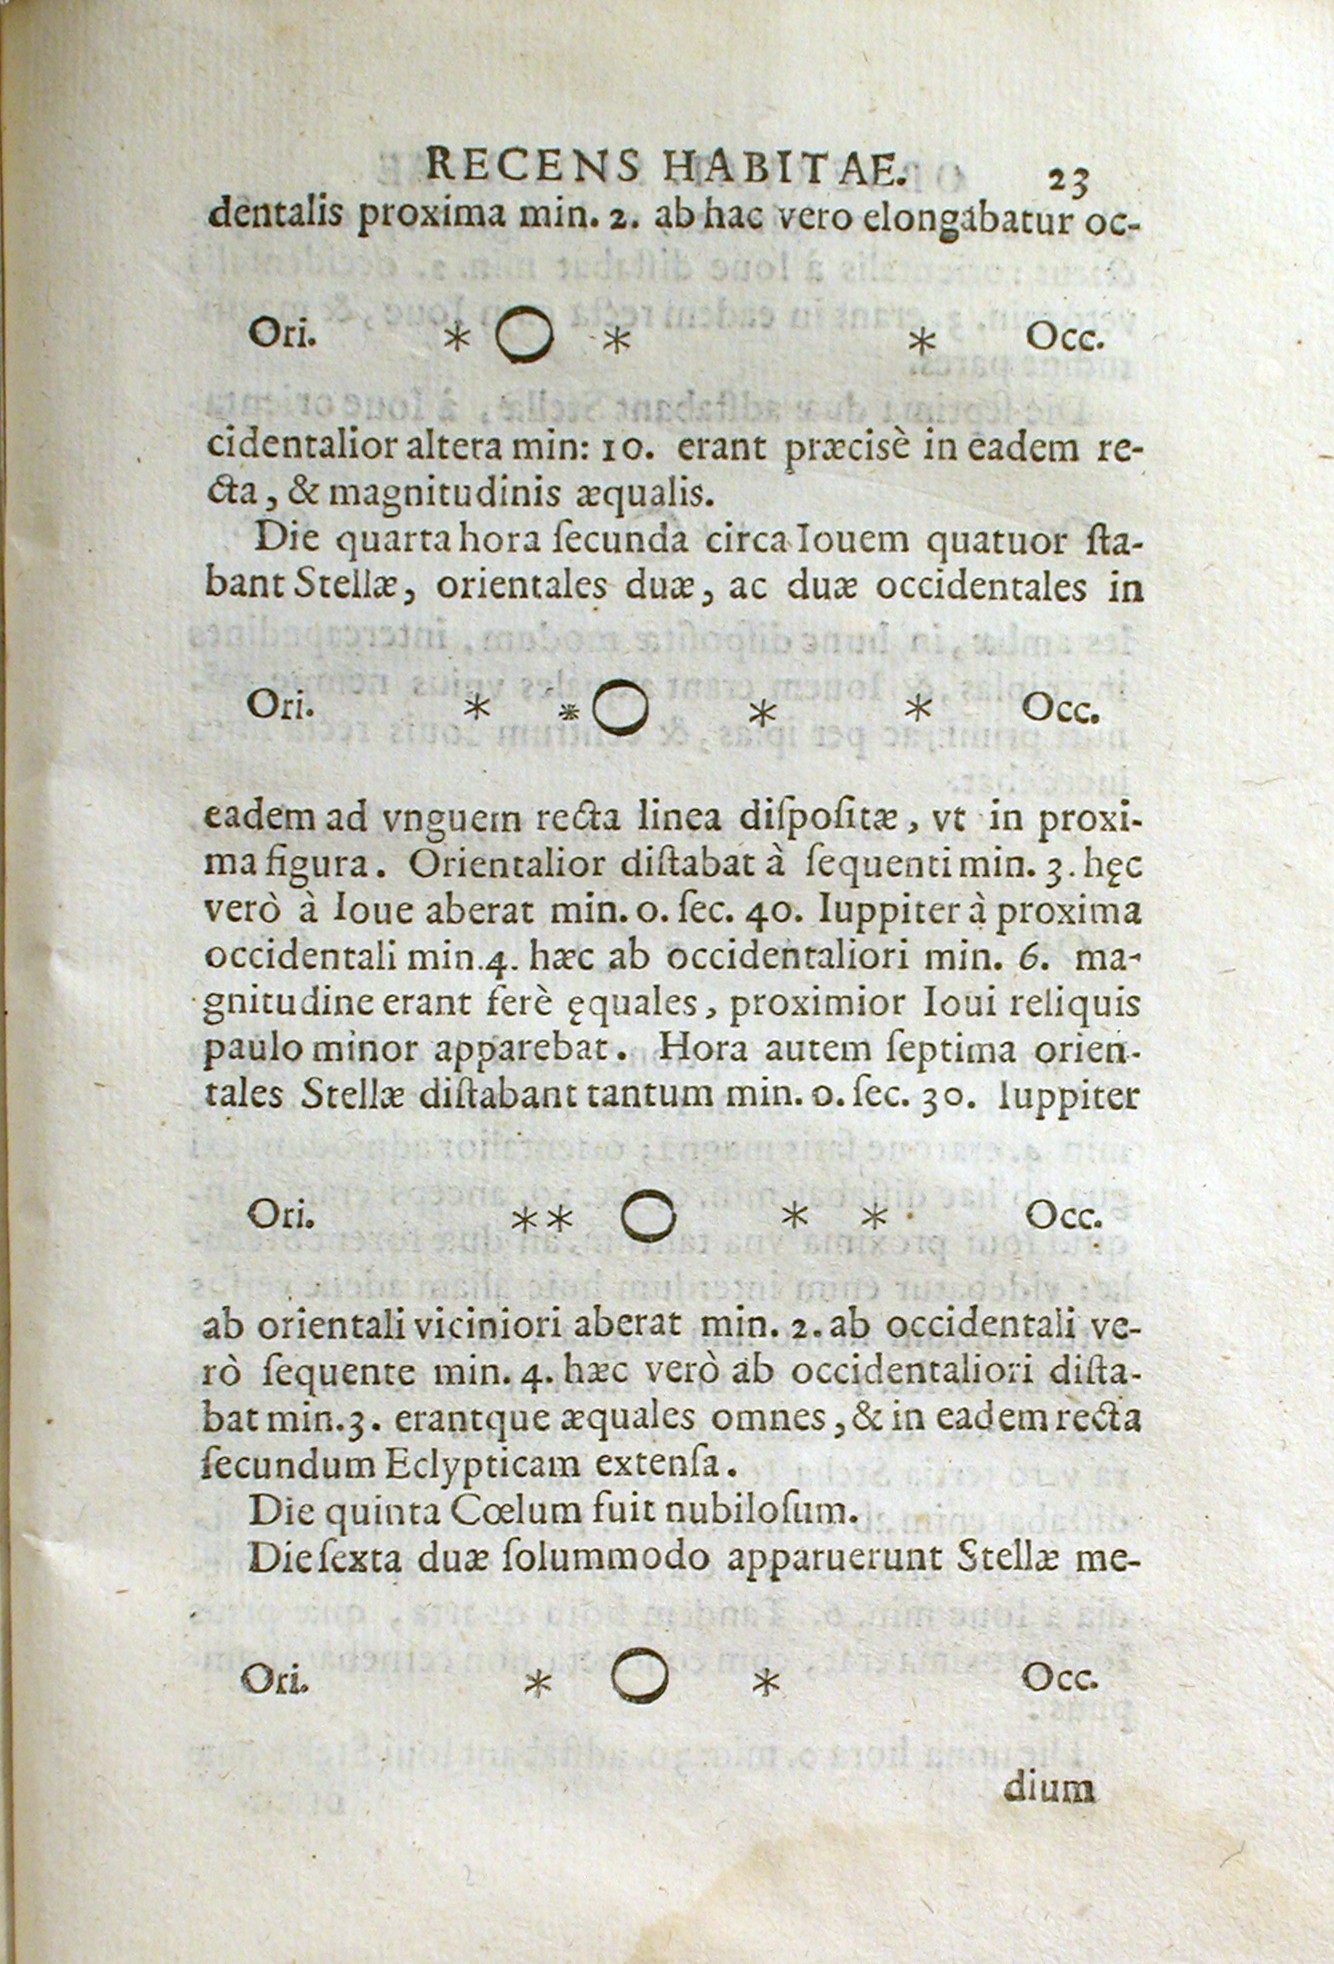 RECENS HABITAE. 23
dentalis proxima min. 2. ab hac vero elongabatur oc-
Ori. * O * * Occ.
cidentalior altera min: 10. erant præcisè in eadem re-
cta, & magnitudinis æqualis.
Die quarta hora ſecunda circa Iouem quatuor ſta-
bant Stellæ, orientales duæ, ac duæ occidentales in
Ori. * * O * * Occ.
eadem ad vnguem recta linea diſpoſitæ, vt in proxi-
ma figura. Orientalior diſtabat à ſequenti min. 3. hęc
verò à Ioue aberat min. 0. ſec. 40. Iuppiter à proxima
occidentali min. 4. hæc ab occidentaliori min. 6. ma-
gnitudine erant ferè ęquales, proximior Ioui reliquis
paulo minor apparebat. Hora autem ſeptima orien-
tales Stellæ diſtabant tantum min. 0. ſec. 30. Iuppiter
Ori. ** O * * Occ.
ab orientali viciniori aberat min. 2. ab occidentali ve-
rò ſequente min. 4. hæc verò ab occidentaliori diſta-
bat min. 3. erantque æquales omnes, & in eadem recta
ſecundum Eclypticam extenſa.
Die quinta Cœlum fuit nubiloſum.
Die ſexta duæ ſolummodo apparuerunt Stellæ me-
Ori. * O * Occ.
dium